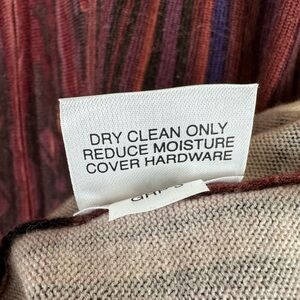 DRY CLEAN ONLY
REDUCE MOISTURE
COVER HARDWARE